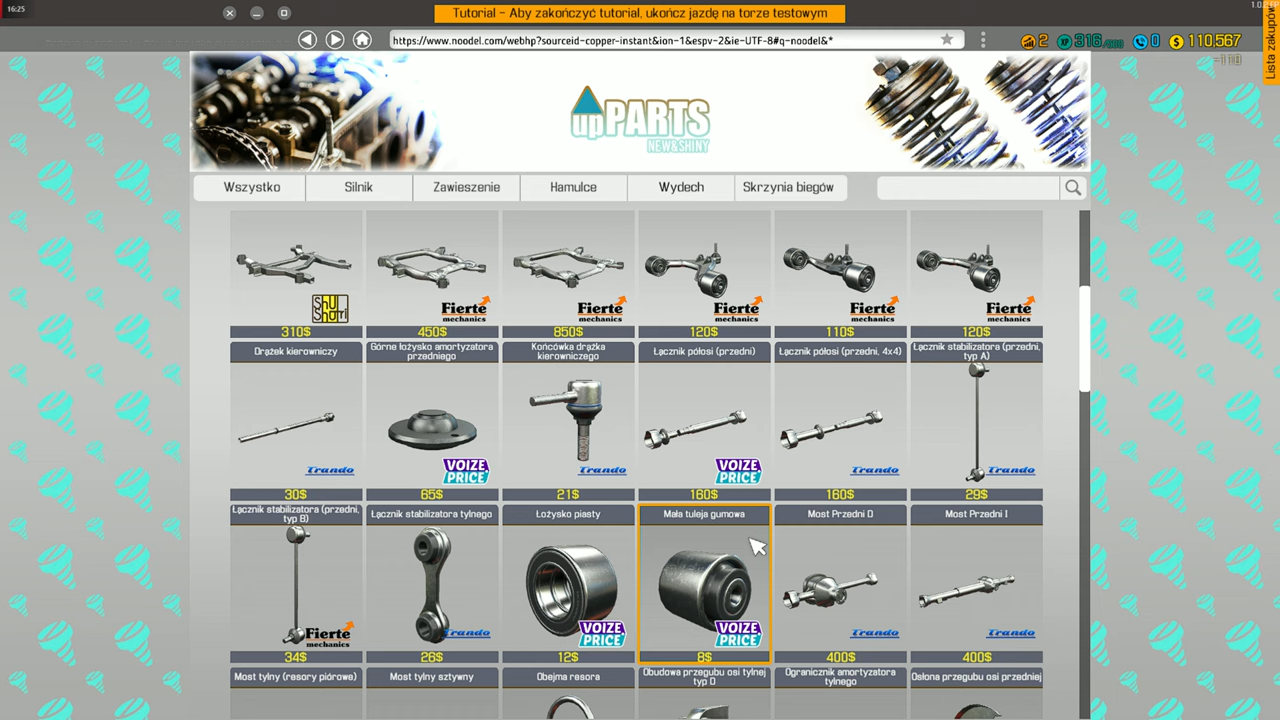 16:25
Tutorial - Aby zakończyć tutorial, ukończ jazdę na torze testowym
https://www.noodel.com/webhp?sourceid-copper-instant&ion-1&espv-2&ie-UTF-8#q-noodel&*
2
XP 316
0
$ 110,567
Lista zakupów
upPARTS
NEW&SHINY
Wszystko
Silnik
Zawieszenie
Hamulce
Wydech
Skrzynia biegów
Fierte mechanics
Fierte mechanics
Fierte mechanics
Fierte mechanics
Fierte mechanics
310$
450$
850$
120$
110$
120$
Drążek kierowniczy
Górne łożysko amortyzatora
przedniego
Końcówka drążka
kierowniczego
Łącznik półosi (przedni)
Łącznik półosi (przedni, 4x4)
Łącznik stabilizatora (przedni,
typ A)
Trando
VOIZE PRICE
Trando
VOIZE PRICE
Trando
Trando
30$
65$
21$
160$
160$
29$
Łącznik stabilizatora (przedni,
typ B)
Łącznik stabilizatora tylnego
Łożysko piasty
Mała tuleja gumowa
Most Przedni D
Most Przedni I
Fierte mechanics
Trando
VOIZE PRICE
VOIZE PRICE
Trando
Trando
34$
26$
12$
8$
400$
400$
Most tylny (resory piórowe)
Most tylny sztywny
Obejma resora
Obudowa przegubu osi tylnej
typ D
Ogranicznik amortyzatora
tylnego
Osłona przegubu osi przedniej